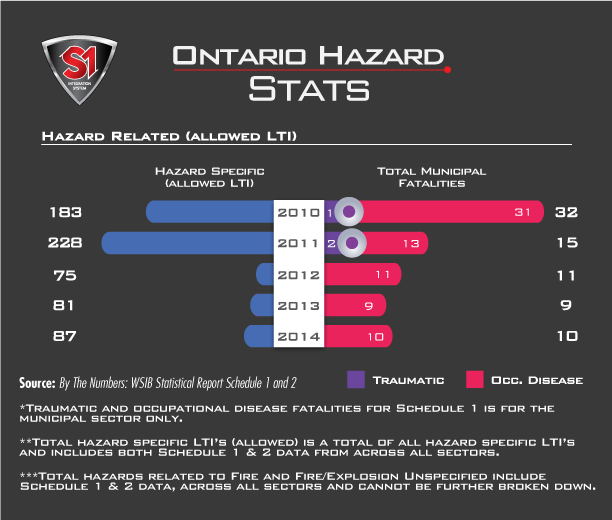 S1
INTEGRATION
SYSTEM
ONTARIO HAZARD
STATS
HAZARD RELATED (ALLOWED LTI)
HAZARD SPECIFIC
(ALLOWED LTI)
TOTAL MUNICIPAL
FATALITIES
183 2010 1 31 32
228 2011 2 13 15
75 2012 11 11
81 2013 9 9
87 2014 10 10
Source: By The Numbers: WSIB Statistical Report Schedule 1 and 2
TRAUMATIC OCC. DISEASE
*TRAUMATIC AND OCCUPATIONAL DISEASE FATALITIES FOR SCHEDULE 1 IS FOR THE
MUNICIPAL SECTOR ONLY.
**TOTAL HAZARD SPECIFIC LTI'S (ALLOWED) IS A TOTAL OF ALL HAZARD SPECIFIC LTI'S
AND INCLUDES BOTH SCHEDULE 1 & 2 DATA FROM ACROSS ALL SECTORS.
***TOTAL HAZARDS RELATED TO FIRE AND FIRE/EXPLOSION UNSPECIFIED INCLUDE
SCHEDULE 1 & 2 DATA, ACROSS ALL SECTORS AND CANNOT BE FURTHER BROKEN DOWN.